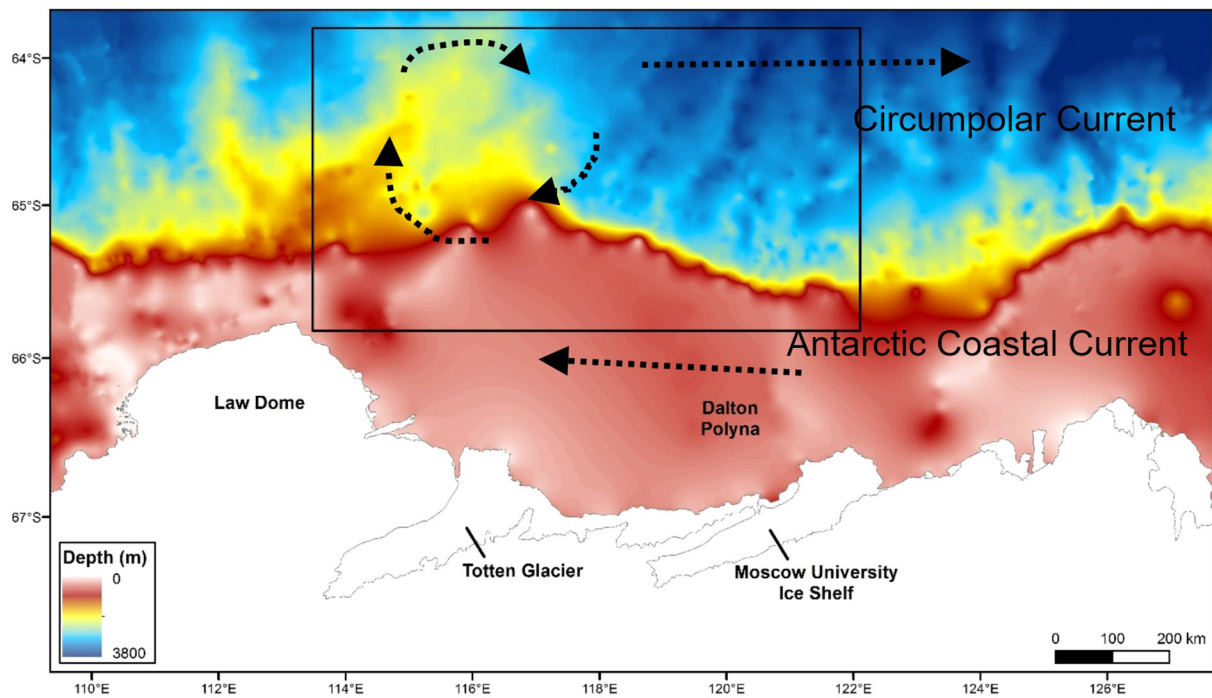 64°S
Circumpolar Current
65°S
Antarctic Coastal Current
66°S
Law Dome
Dalton
Polyna
67°S
Totten Glacier
Moscow University
Ice Shelf
Depth (m)
0
3800
0 100 200 km
110°E 112°E 114°E 116°E 118°E 120°E 122°E 124°E 126°E